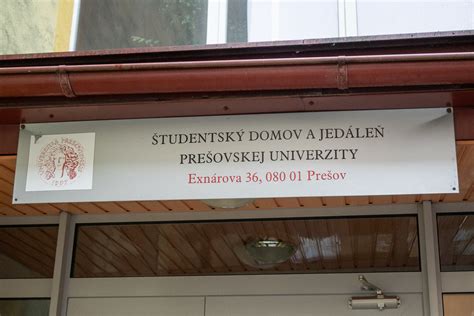 ŠTUDENTSKÝ DOMOV A JEDÁLEŇ
PREŠOVSKEJ UNIVERZITY
Exnárova 36, 080 01 Prešov